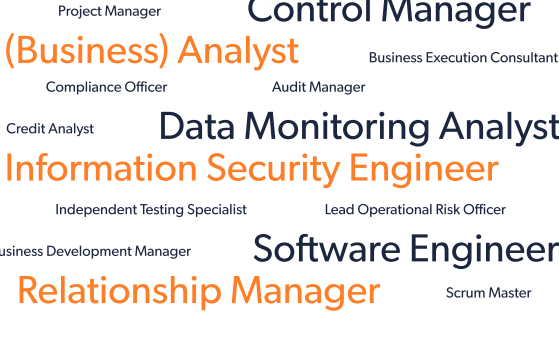 Project Manager
Control Manager
(Business) Analyst
Business Execution Consultant
Compliance Officer
Audit Manager
Credit Analyst
Data Monitoring Analyst
Information Security Engineer
Independent Testing Specialist
Lead Operational Risk Officer
usiness Development Manager
Software Engineer
Relationship Manager
Scrum Master